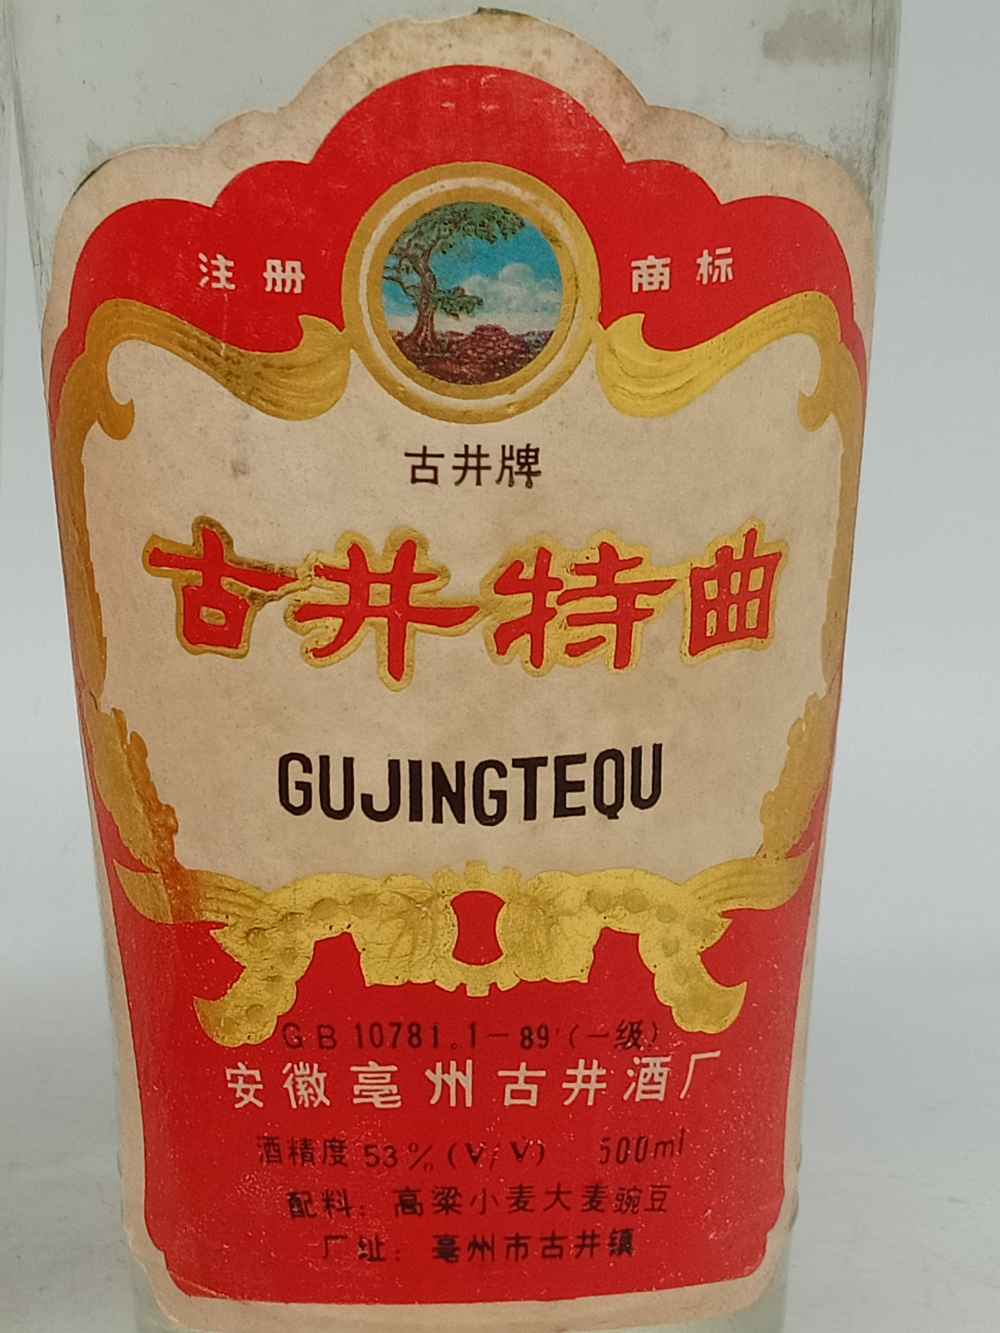 注册 商标
古井牌
古井特曲
GUJINGTEQU
GB 10781.1-89(一级)
安徽亳州古井酒厂
酒精度 53%(V/V) 500ml
配料: 高粱小麦大麦豌豆
厂址: 亳州市古井镇